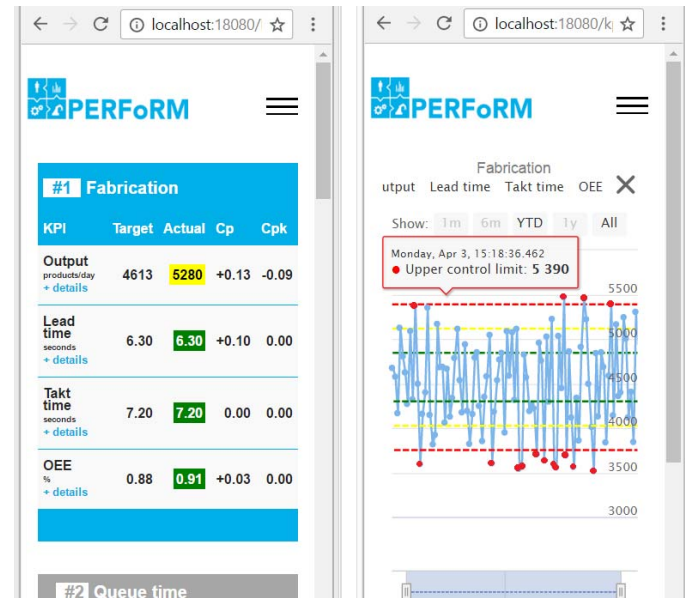 localhost:18080/
PERFoRM
#1 Fabrication
KPI Target Actual Cp Cpk
Output
products/day
+ details
4613 5280 +0.13 -0.09
Lead
time
seconds
+ details
6.30 6.30 +0.10 0.00
Takt
time
seconds
+ details
7.20 7.20 0.00 0.00
OEE
%
+ details
0.88 0.91 +0.03 0.00
#2 Queue time
localhost:18080/k
PERFoRM
Fabrication
utput Lead time Takt time OEE
Show: 1m 6m YTD 1y All
Monday, Apr 3, 15:18:36.462
Upper control limit: 5 390
5500
5000
4500
4000
3500
3000